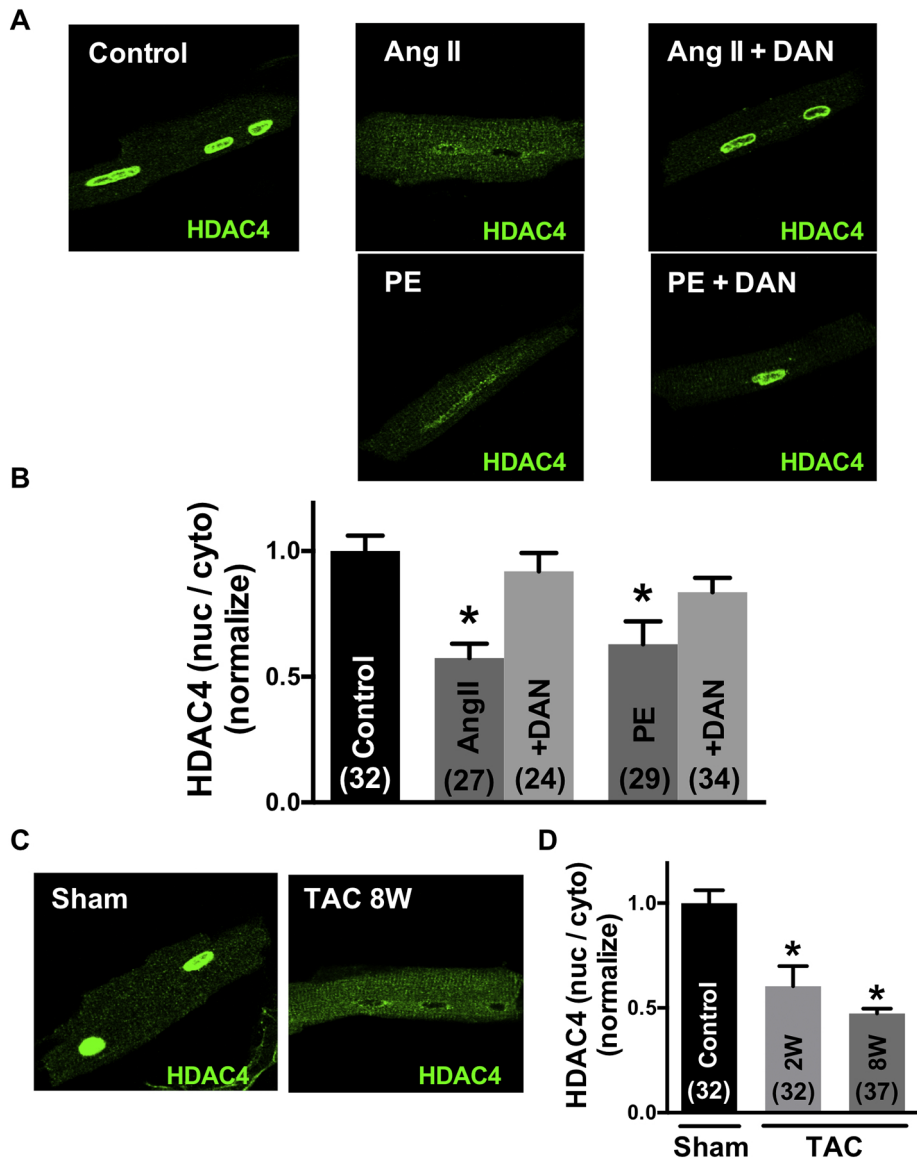 A
Control
HDAC4
Ang II
HDAC4
Ang II + DAN
HDAC4
PE
HDAC4
PE + DAN
HDAC4
B
HDAC4 (nuc / cyto)
(normalize)
1.0
0.5
0.0
Control
(32)
*
AngII
(27)
+DAN
(24)
*
PE
(29)
+DAN
(34)
C
Sham
HDAC4
TAC 8W
HDAC4
D
HDAC4 (nuc / cyto)
(normalize)
1.0
0.5
0.0
Control
(32)
*
2W
(32)
*
8W
(37)
Sham
TAC